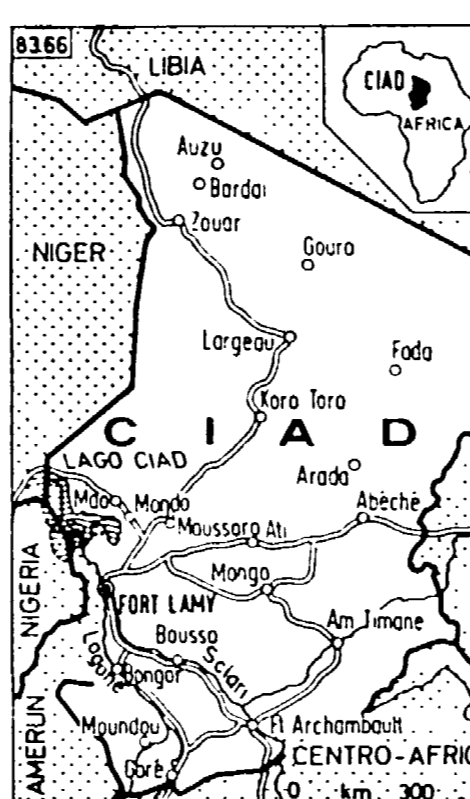 8366
LIBIA
CIAD
AFRICA
Auzu
Bardai
Zouar
NIGER
Gouro
Largeau
Fada
Koro Toro
CIAD
LAGO CIAD
Arada
Mao
Mondo
Abéché
Moussoro
Ati
NIGERIA
FORT LAMY
Mongo
Am Timane
Bousso
Sciari
Logone
Bongor
Moundou
Ft Archambault
AMERUN
Goré
CENTRO-AFRIC
0 km 300